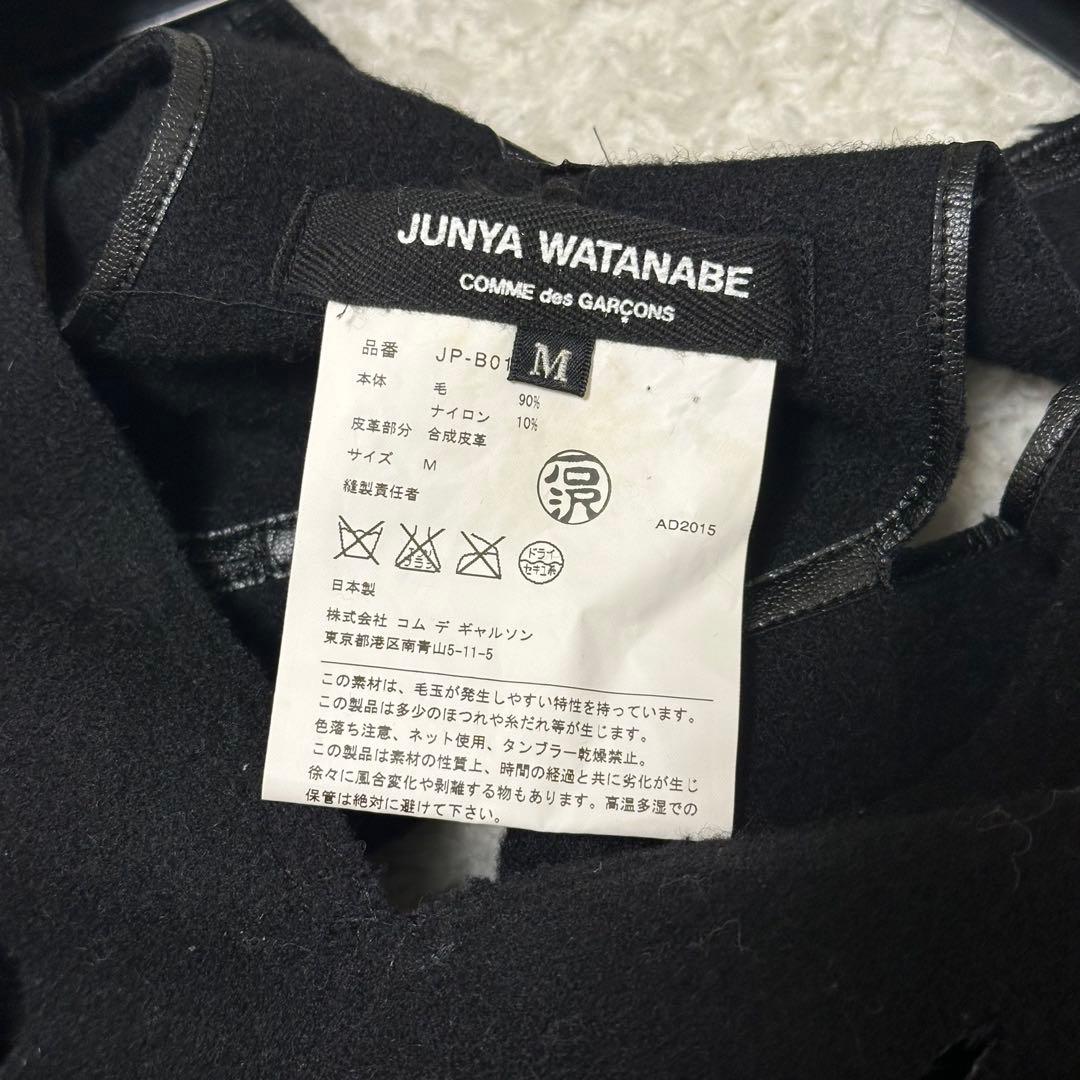 JUNYA WATANABE
COMME des GARÇONS
M
品番 JP-B01
本体 毛 90%
ナイロン 10%
皮革部分 合成皮革
サイズ M
縫製責任者
沢
AD2015
ドライ
セキユ系
日本製
株式会社 コム デ ギャルソン
東京都港区南青山5-11-5
この素材は、毛玉が発生しやすい特性を持っています。
この製品は多少のほつれや糸だれ等が生じます。
色落ち注意、ネット使用、タンブラー乾燥禁止。
この製品は素材の性質上、時間の経過と共に劣化が生じ
徐々に風合変化や剥離する物もあります。高温多湿での
保管は絶対に避けて下さい。